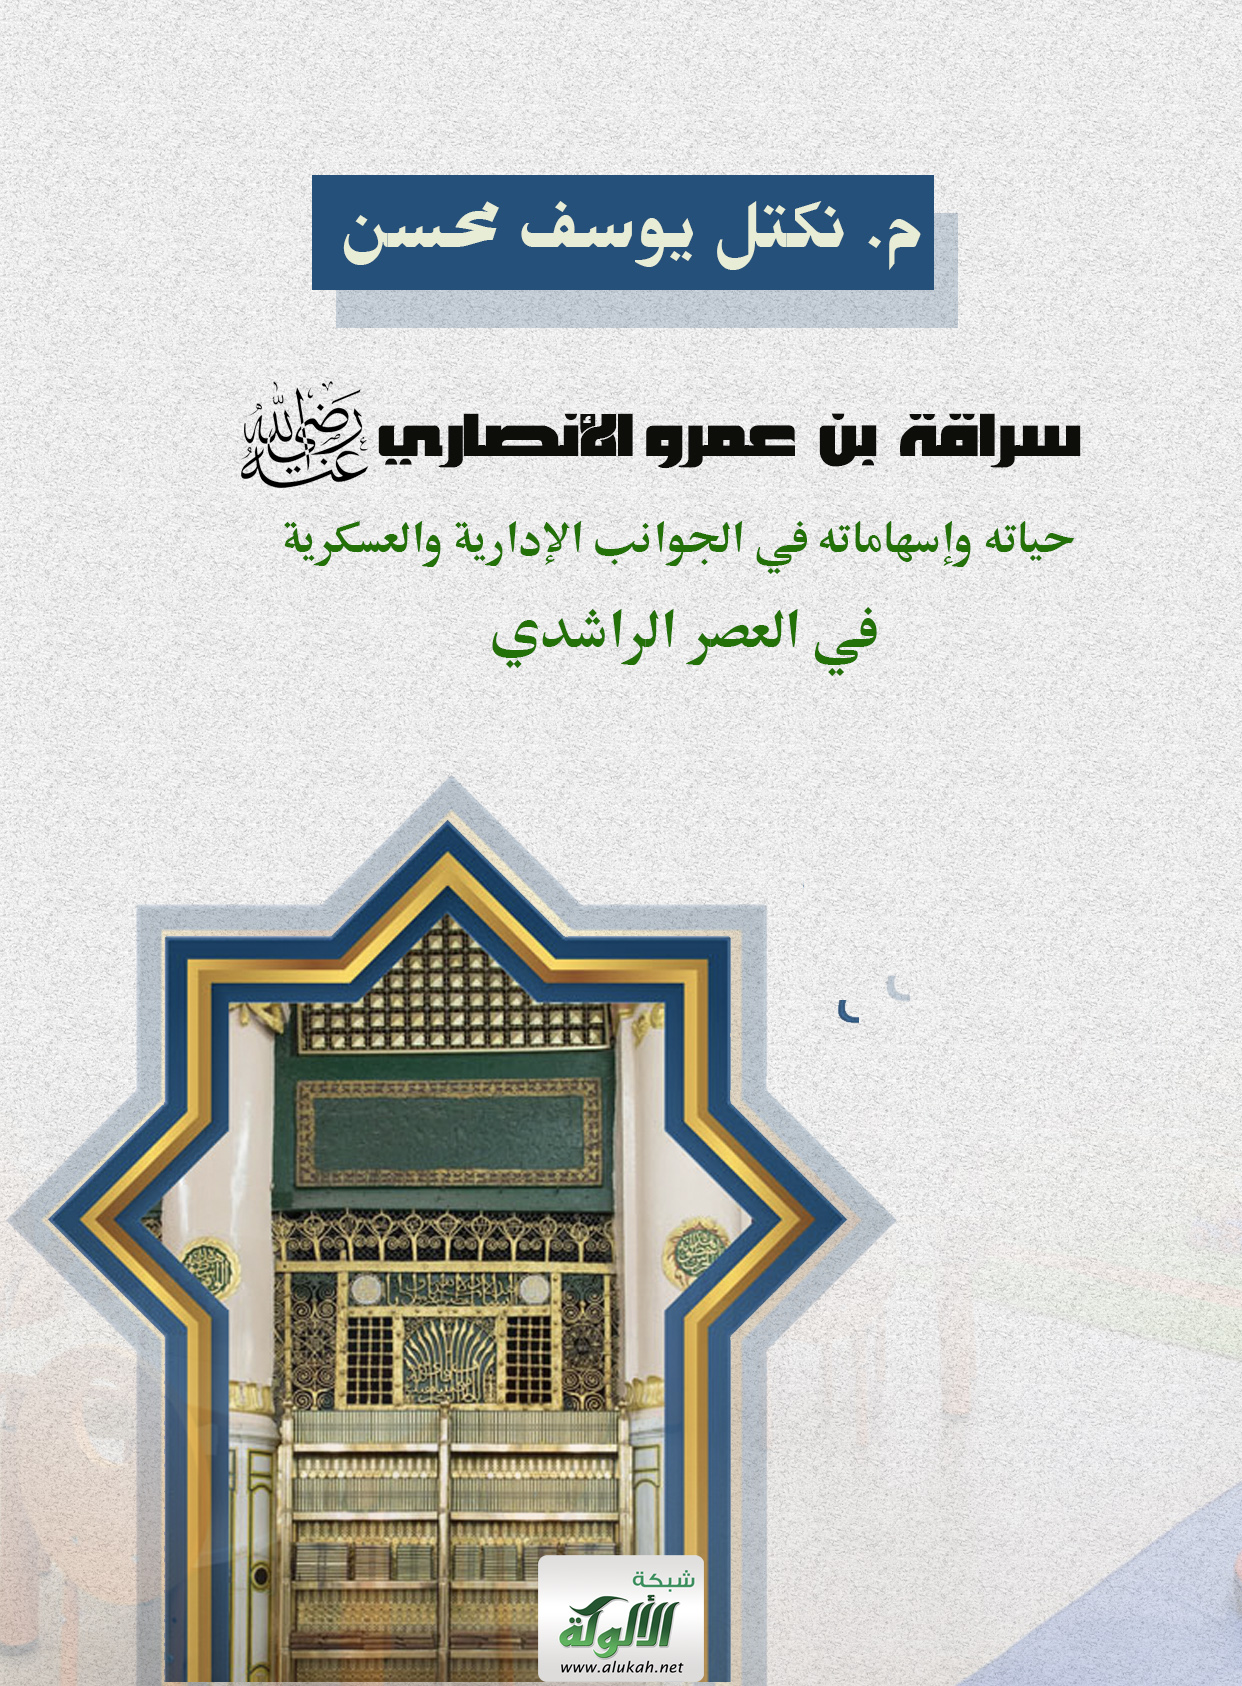 م. نكتل يوسف محسن
سراقة بن عمرو الأنصاري رضي الله عنه
حياته وإسهاماته في الجوانب الإدارية والعسكرية
في العصر الراشدي
شبكة
الألوكة
www.alukah.net